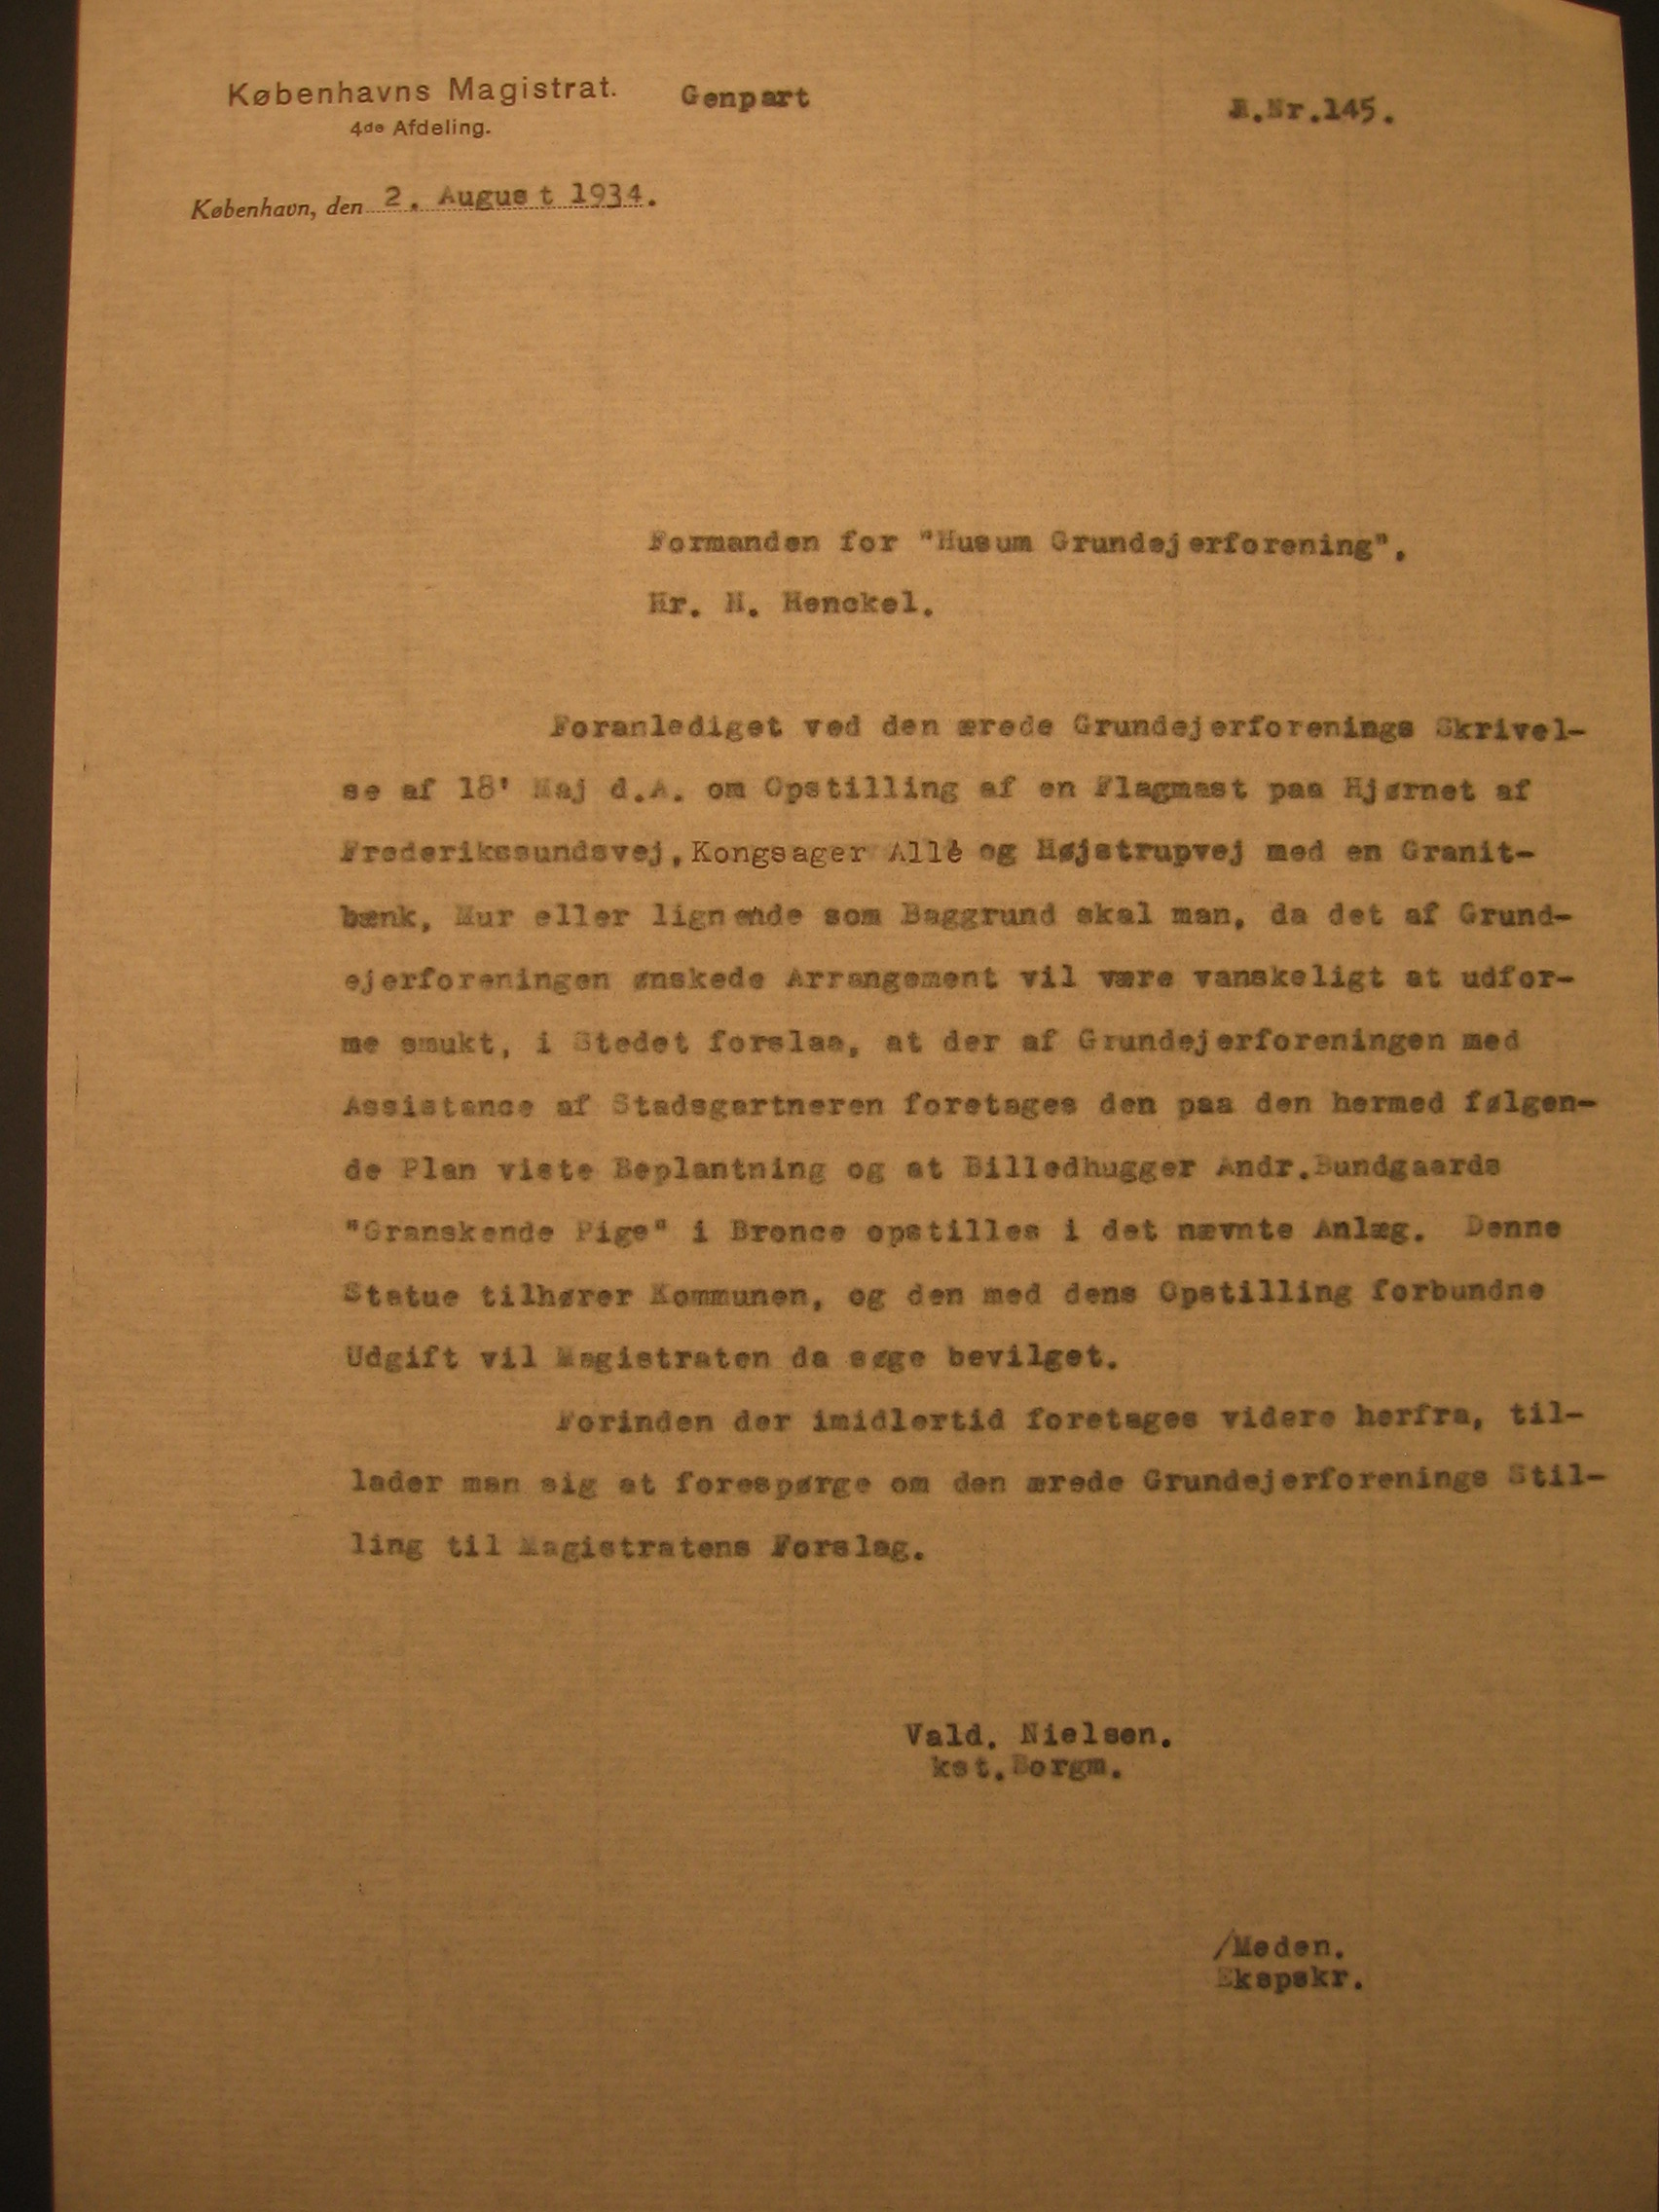 Københavns Magistrat. Genpart J.Nr.145.
4de Afdeling.
København, den 2. August 1934.
Formanden for "Husum Grundejerforening".
Hr. H. Henckel.
Foranlediget ved den ærede Grundejerforenings Skrivel-
se af 18' Maj d.A. om Opstilling af en Flagmast paa Hjørnet af
Frederikssundsvej, Kongsager Allé og Højstrupvej med en Granit-
bænk, Mur eller lignende som Baggrund skal man, da det af Grund-
ejerforeningen ønskede Arrangement vil være vanskeligt at udfor-
me smukt, i Stedet forslaa, at der af Grundejerforeningen med
Assistance af Stadsgartneren foretages den paa den hermed følgen-
de Plan viste Beplantning og at Billedhugger Andr.Bundgaards
"Granskende Pige" i Bronce opstilles i det nævnte Anlæg. Denne
Statue tilhører Kommunen, og den med dens Opstilling forbundne
Udgift vil Magistraten da søge bevilget.
Forinden der imidlertid foretages videre herfra, til-
lader man sig at forespørge om den ærede Grundejerforenings Stil-
ling til Magistratens Forslag.
Vald. Nielsen.
kst.Borgm.
/Meden.
Ekspskr.